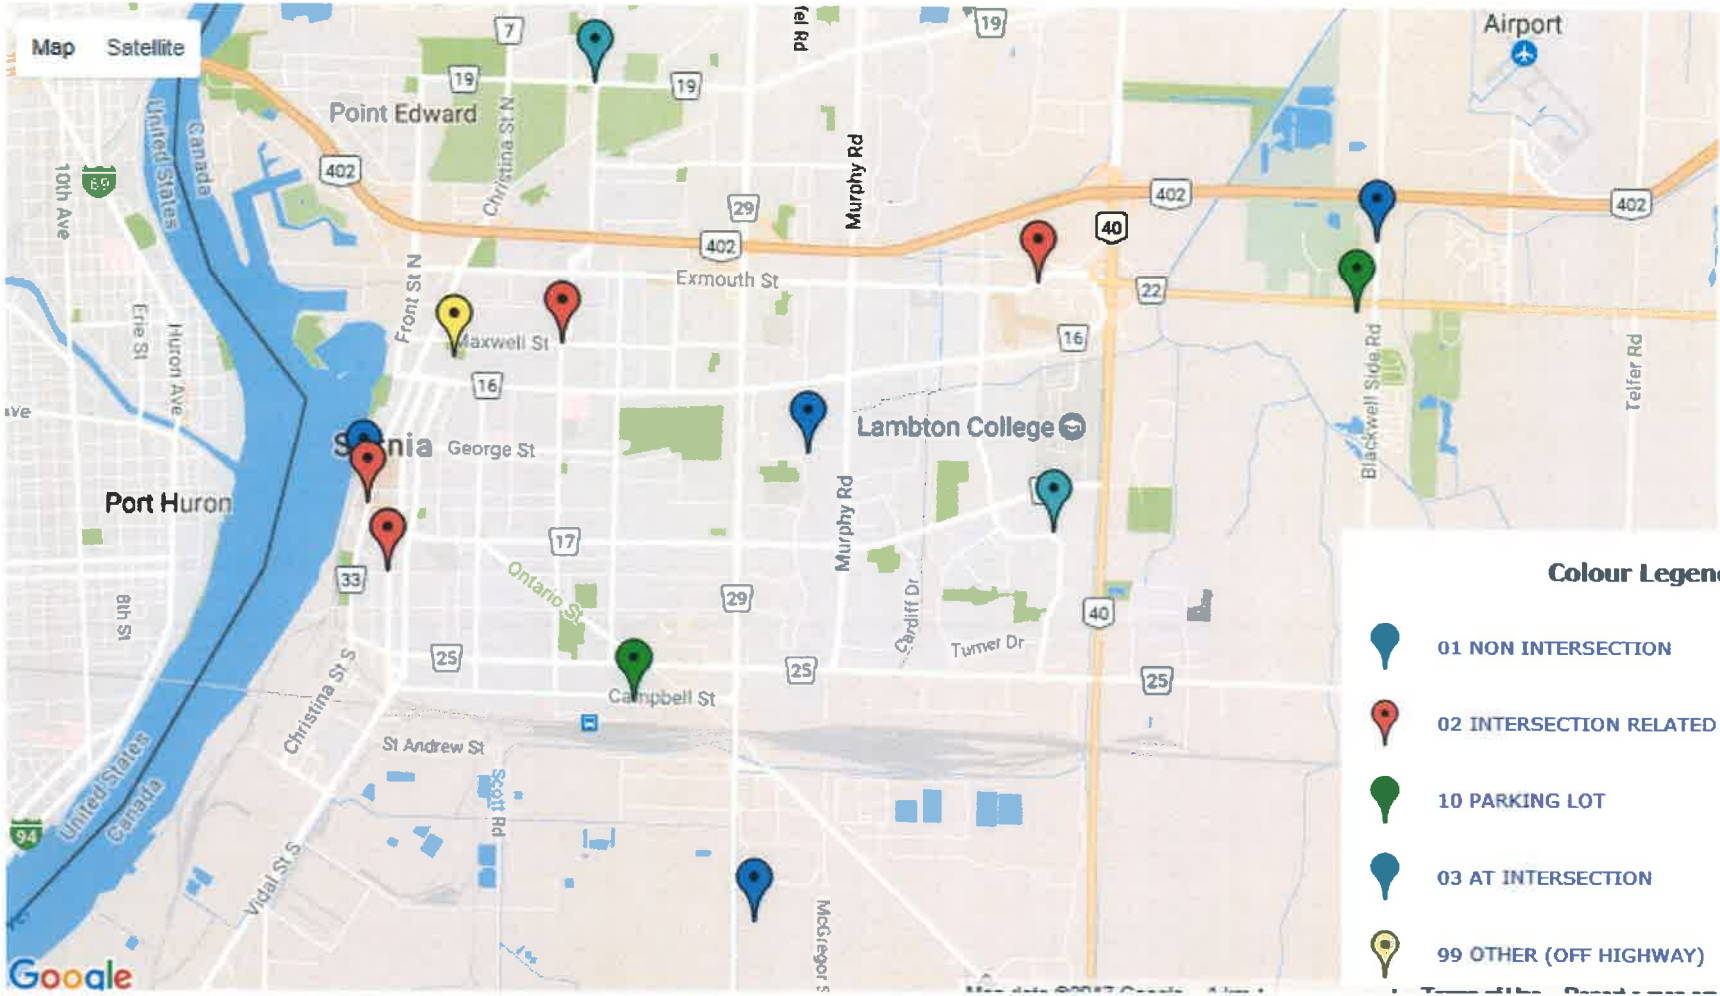 Map Satellite
7
19
Airport
fel Rd
19
19
Point Edward
United States
Canada
Christina St N
402
Murphy Rd
69
10th Ave
29
402
402
402
40
Exmouth St
22
Front St N
Erie St
Huron Ave
Maxwell St
16
16
Blackwell Side Rd
Telfer Rd
Lambton College
George St
Port Huron
Murphy Rd
17
33
Ontario St
29
8th St
Cardiff Dr
40
Turner Dr
25
25
25
Campbell St
Christina St S
St Andrew St
Scott Rd
United States
Canada
94
Vidal St S
McGregor S
Google
Colour Legend
01 NON INTERSECTION
02 INTERSECTION RELATED
10 PARKING LOT
03 AT INTERSECTION
99 OTHER (OFF HIGHWAY)